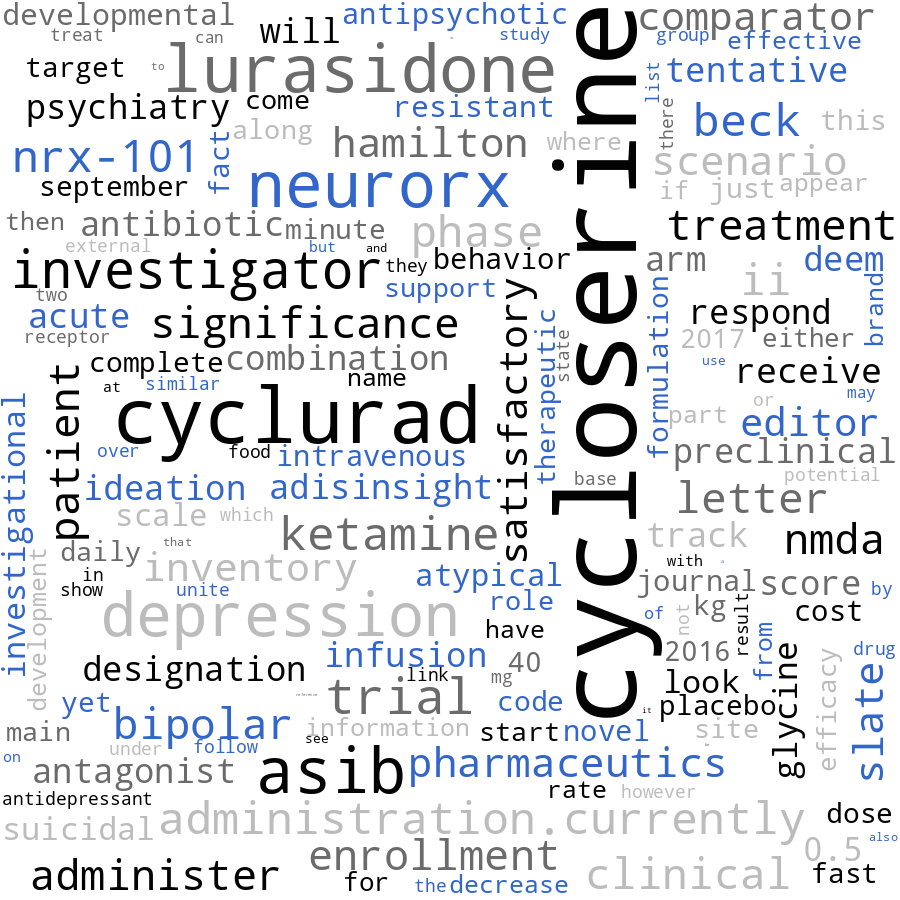 developmental
antipsychotic
comparator
treat
can
will
study
group
effective
target
to
lurasidone
list
tentative
psychiatry
come
resistant
there
beck
this
fact
along
hamilton
where
nrx-101
neurorx
scenario
september
if
just
appear
then
antibiotic
minute
phase
treatment
external
but
and
investigator
they
behavior
arm
deem
support
ii
brand
two
acute
significance
satisfactory
therapeutic
state
cycloserine
formulation
respond
receptor
2017
either
complete
combination
use
receive
at
similar
name
may
patient
cyclurad
part
or
editor
over
food
intravenous
preclinical
investigational
ideation
adisinsight
base
potential
letter
scale
which
ketamine
track
nmda
daily
that
inventory
with
in
show
unite
atypical
journal
score
by
development
depression
role
of
not
kg
result
cost
have
designation
infusion
40
2016
from
glycine
efficacy
drug
link
mg
look
slate
yet
reference
trial
code
it
placebo
main
bipolar
information
see
start
novel
site
on
under
follow
antagonist
asib
pharmaceutics
antidepressant
rate
however
suicidal
administration.currently
dose
also
enrollment
0.5
administer
for
the
decrease
clinical
fast